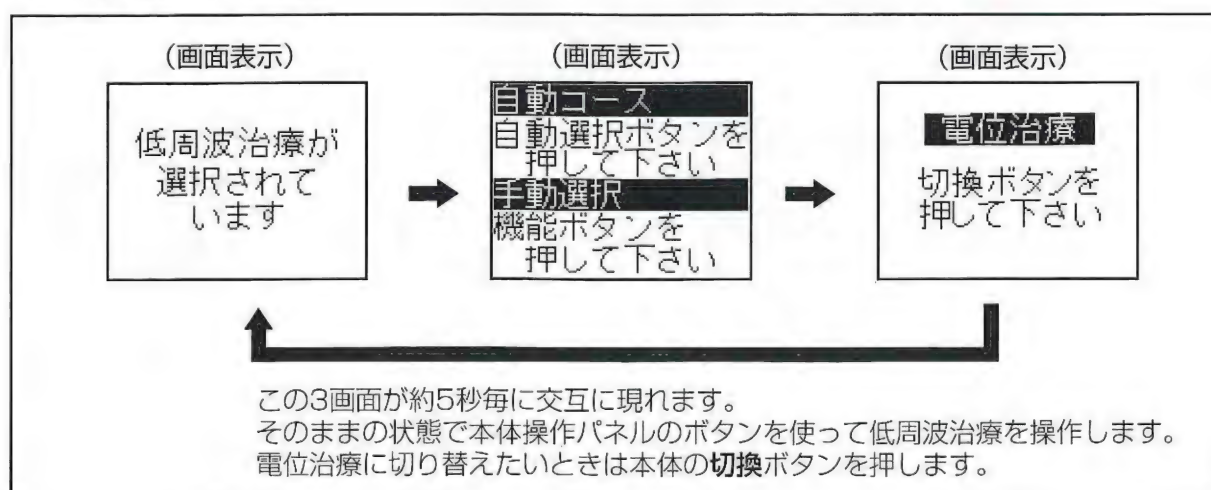 (画面表示)
低周波治療が
選択されて
います
(画面表示)
自動コース
自動選択ボタンを
押して下さい
手動選択
機能ボタンを
押して下さい
(画面表示)
電位治療
切換ボタンを
押して下さい
この3画面が約5秒毎に交互に現れます。
そのままの状態で本体操作パネルのボタンを使って低周波治療を操作します。
電位治療に切り替えたいときは本体の切換ボタンを押します。